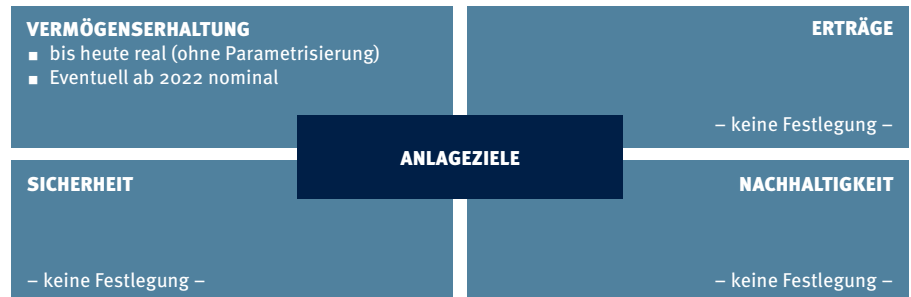 VERMÖGENSERHALTUNG
▪ bis heute real (ohne Parametrisierung)
▪ Eventuell ab 2022 nominal
ERTRÄGE
– keine Festlegung –
ANLAGEZIELE
SICHERHEIT
– keine Festlegung –
NACHHALTIGKEIT
– keine Festlegung –